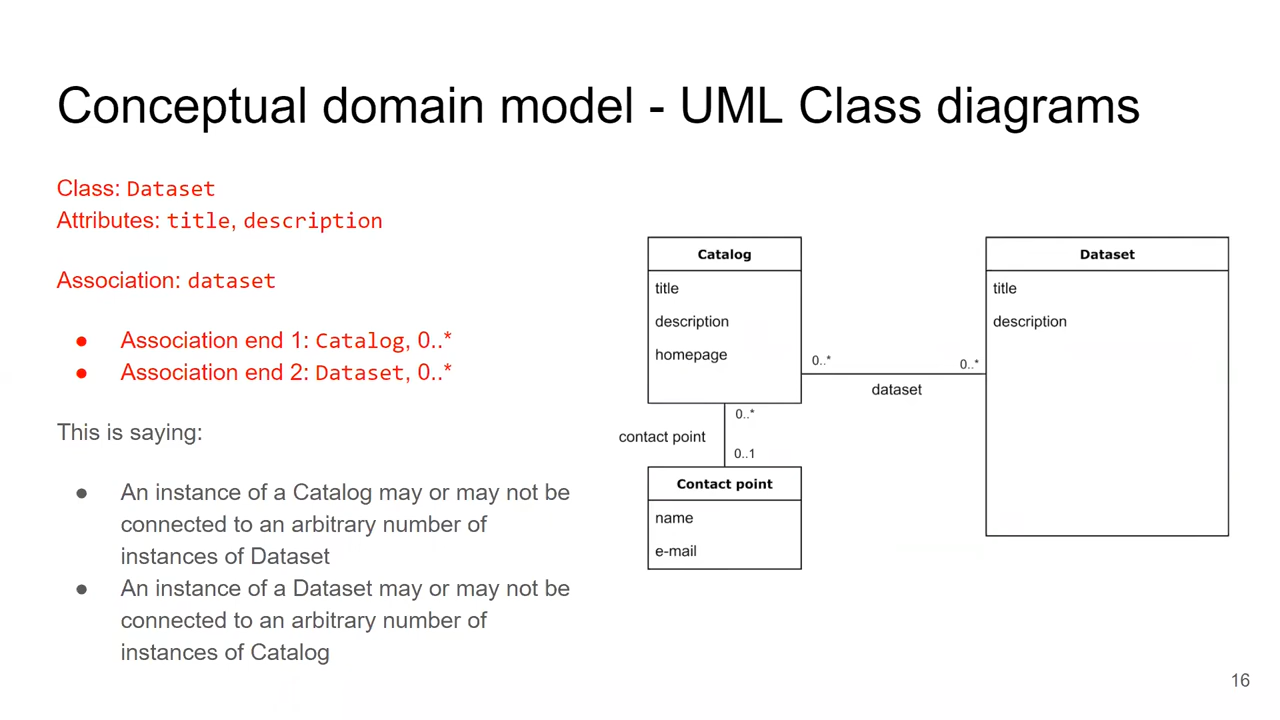 Conceptual domain model - UML Class diagrams
Class: Dataset
Attributes: title, description
Association: dataset
● Association end 1: Catalog, 0..*
● Association end 2: Dataset, 0..*
This is saying:
● An instance of a Catalog may or may not be
connected to an arbitrary number of
instances of Dataset
● An instance of a Dataset may or may not be
connected to an arbitrary number of
instances of Catalog
Catalog
title
description
homepage
0..*
0..*
dataset
Dataset
title
description
0..*
contact point
0..1
Contact point
name
e-mail
16